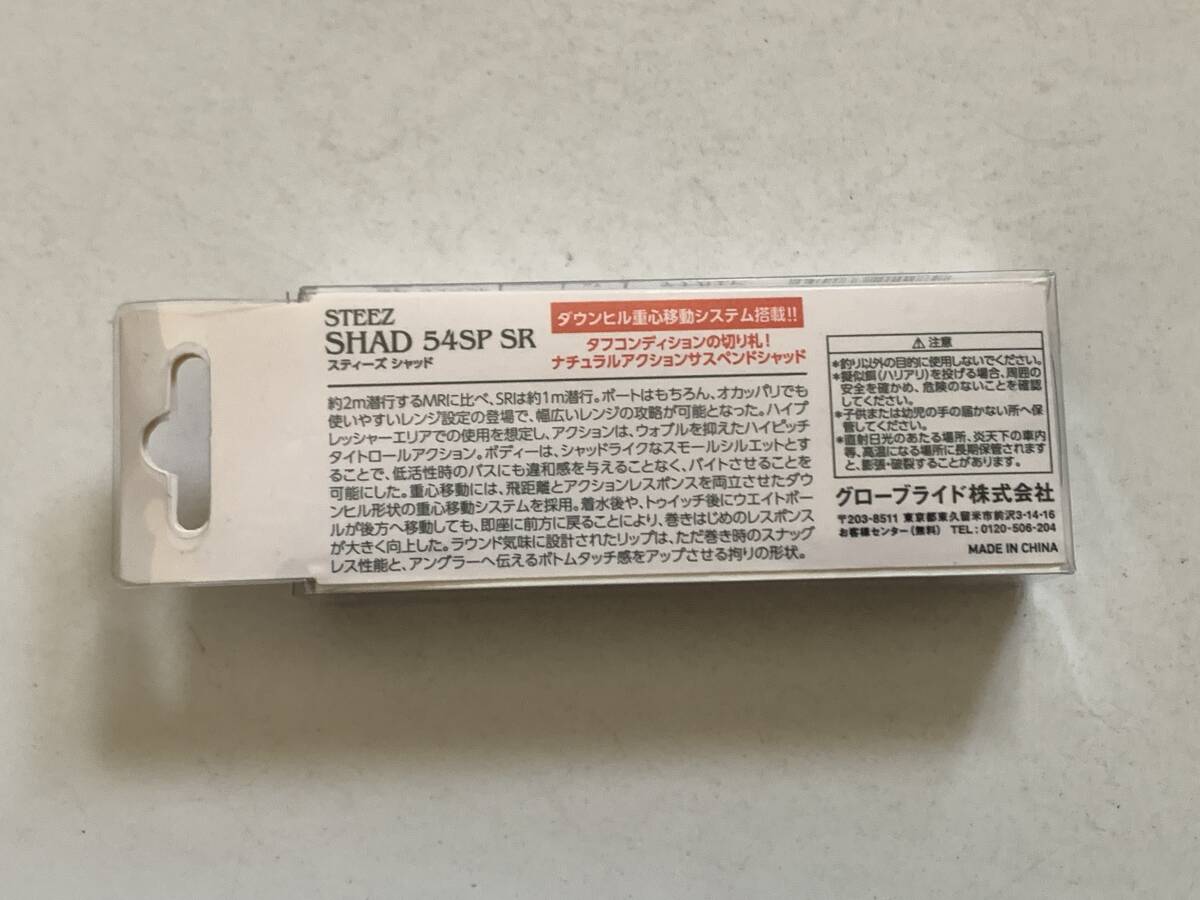 STEEZ
SHAD 54SP SR
スティーズ シャッド
ダウンヒル重心移動システム搭載!!
タフコンディションの切り札!
ナチュラルアクションサスペンドシャッド
約2m潜行するMRに比べ、SRは約1m潜行。ボートはもちろん、オカッパリでも
使いやすいレンジ設定の登場で、幅広いレンジの攻略が可能となった。ハイプ
レッシャーエリアでの使用を想定し、アクションは、ウォブルを抑えたハイピッチ
タイトロールアクション。ボディーは、シャッドライクなスモールシルエットとす
ることで、低活性時のバスにも違和感を与えることなく、バイトさせることを
可能にした。重心移動には、飛距離とアクションレスポンスを両立させたダウ
ンヒル形状の重心移動システムを採用。着水後や、トゥイッチ後にウエイトボー
ルが後方へ移動しても、即座に前方に戻ることにより、巻きはじめのレスポンス
が大きく向上した。ラウンド気味に設計されたリップは、ただ巻き時のスナッグ
レス性能と、アングラーへ伝えるボトムタッチ感をアップさせる拘りの形状。
⚠ 注意
*釣り以外の目的に使用しないでください。
*擬似餌(ハリアリ)を投げる場合、周囲の
安全を確かめ、危険のないことを確認
してください。
*子供または幼児の手の届かない所へ保
管してください。
*直射日光のあたる場所、炎天下の車内
等、高温になる場所に長期保管されます
と、膨張・破裂することがあります。
グローブライド株式会社
〒203-8511 東京都東久留米市前沢3-14-16
お客様センター(無料) TEL:0120-506-204
MADE IN CHINA